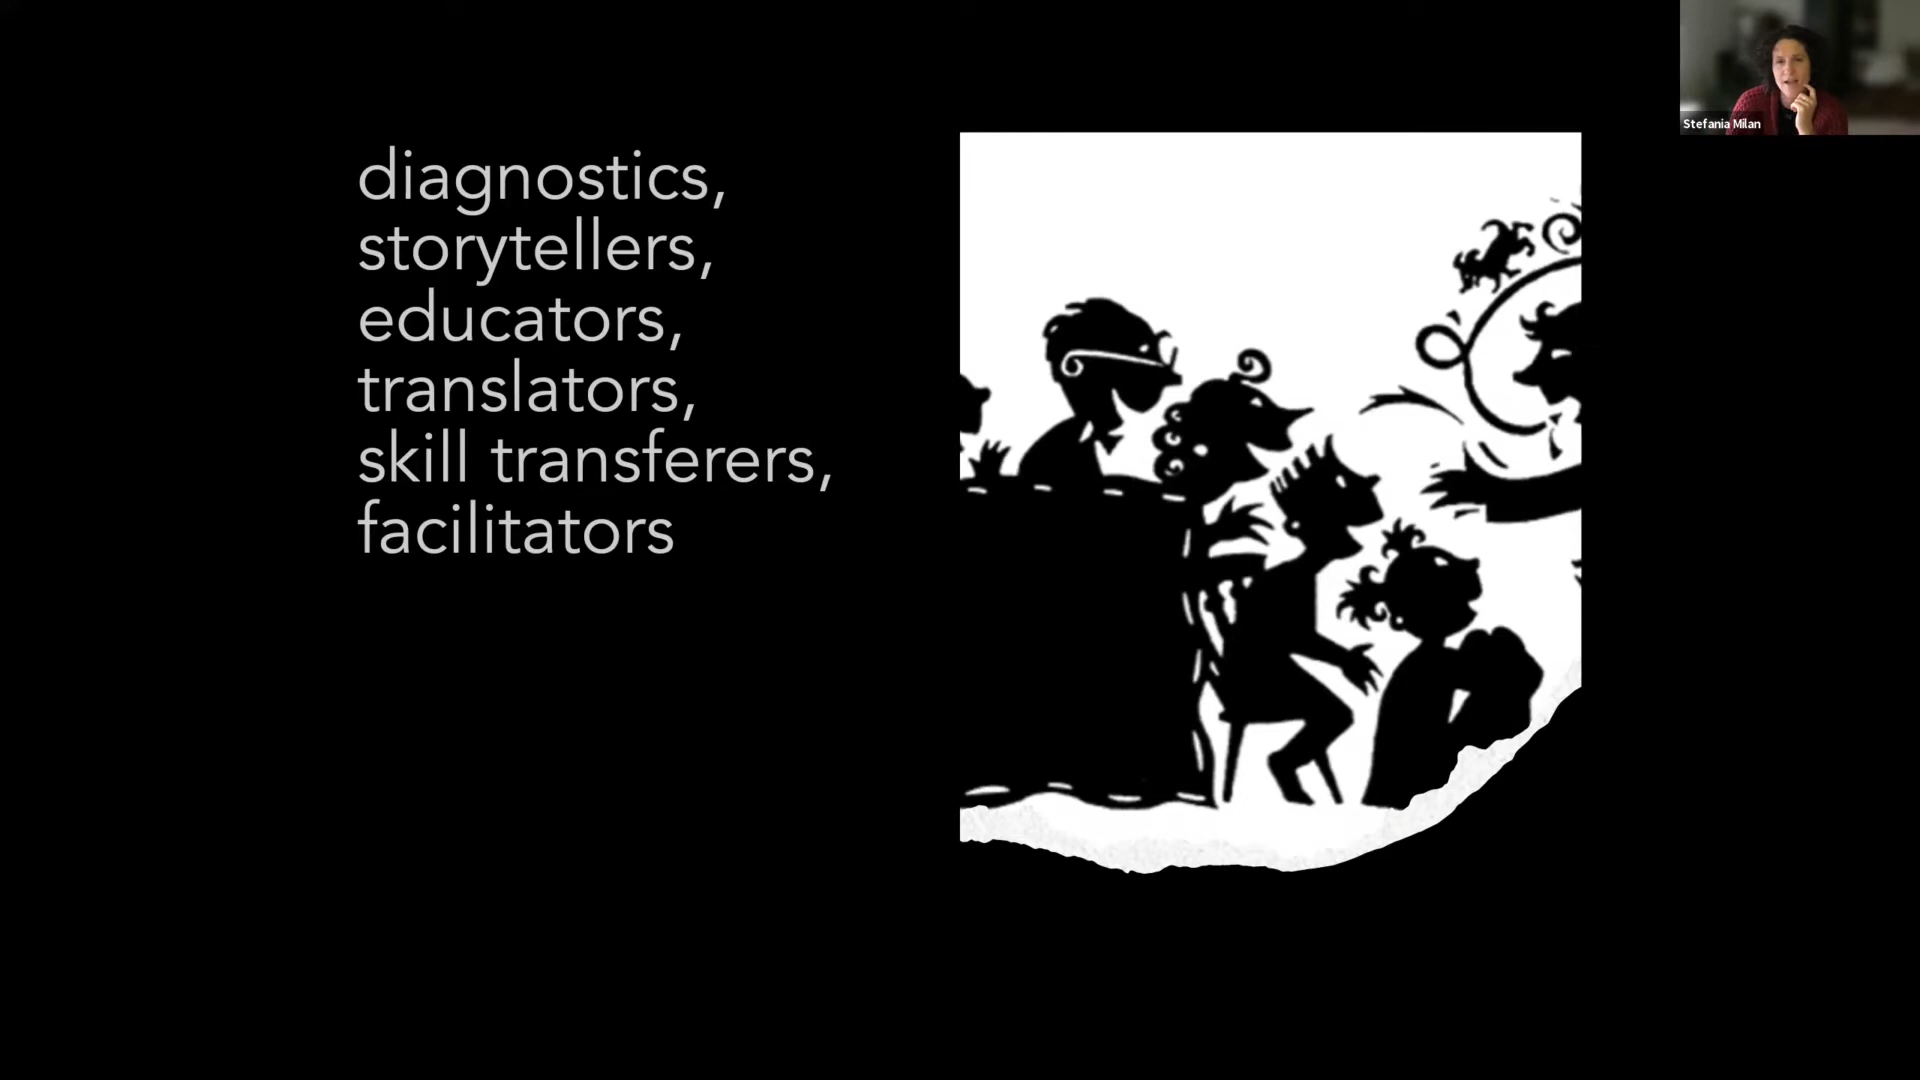 diagnostics,
storytellers,
educators,
translators,
skill transferers,
facilitators
Stefania Milan